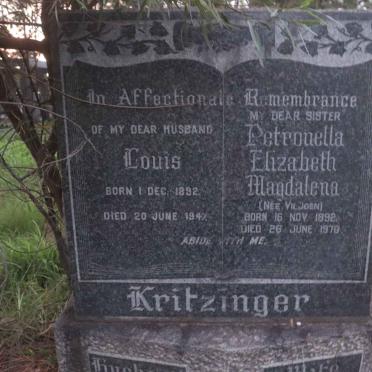 In Affectionate Remembrance
OF MY DEAR HUSBAND
Louis
BORN 1 DEC. 1892.
DIED 20 JUNE 1947.
MY DEAR SISTER
Petronella
Elizabeth
Magdalena
(NEE VILJOEN)
BORN 16 NOV. 1892.
DIED 26 JUNE 1970
ABIDE WITH ME.
Kritzinger